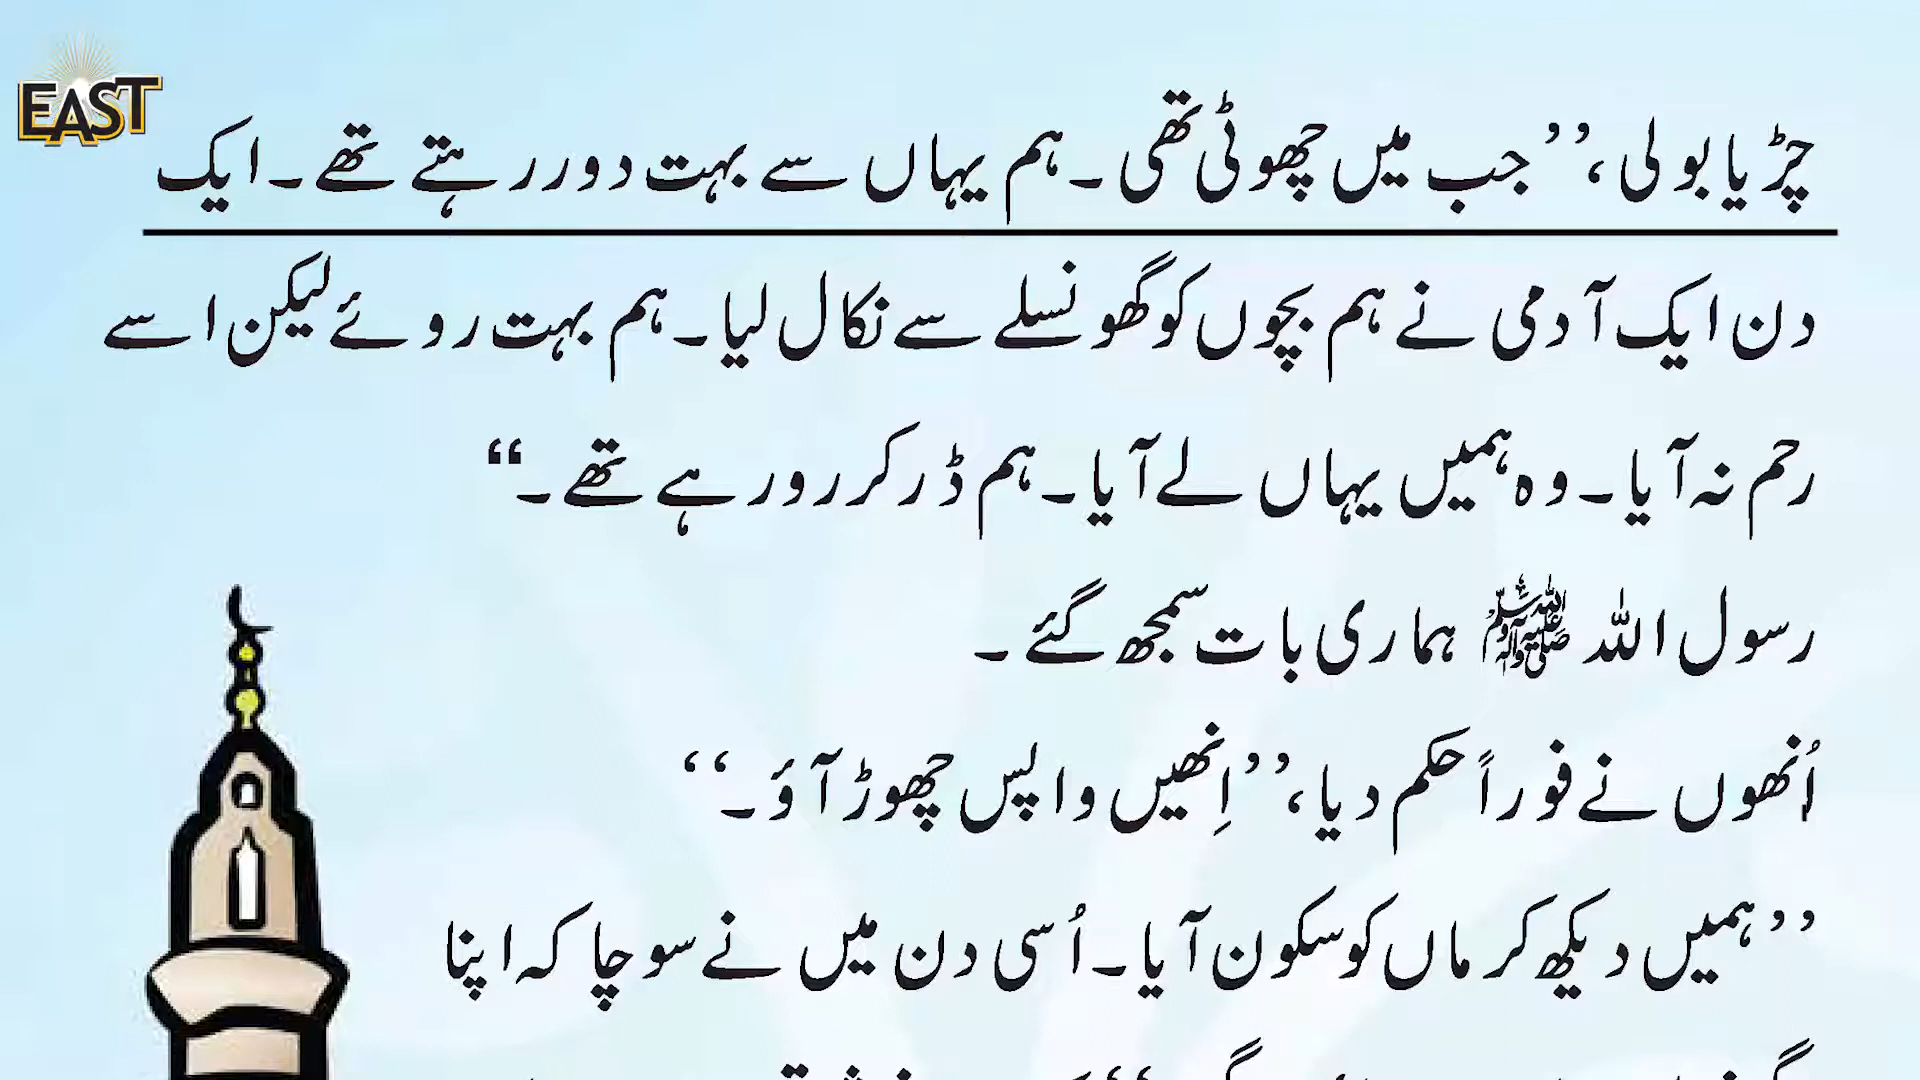 EAST
چڑیا بولی، ’’جب میں چھوٹی تھی۔ ہم یہاں سے بہت دور رہتے تھے۔ ایک
دن ایک آدمی نے ہم بچوں کو گھونسلے سے نکال لیا۔ ہم بہت روئے لیکن اسے
رحم نہ آیا۔ وہ ہمیں یہاں لے آیا۔ ہم ڈر کر رو رہے تھے۔‘‘
رسول اللہ ﷺ ہماری بات سمجھ گئے۔
اُنھوں نے فوراً حکم دیا، ’’اِنھیں واپس چھوڑ آؤ۔‘‘
’’ہمیں دیکھ کر ماں کو سکون آیا۔ اُسی دن میں نے سوچا کہ اپنا